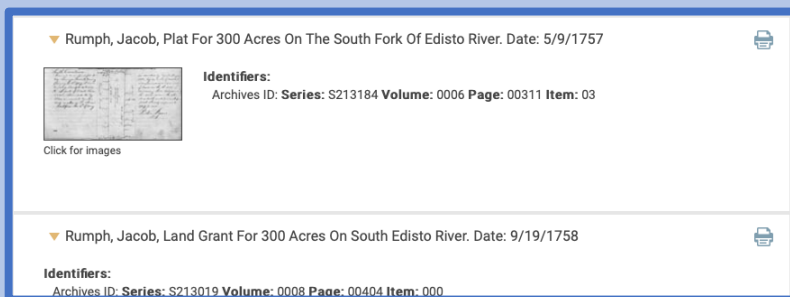 Rumph, Jacob, Plat For 300 Acres On The South Fork Of Edisto River. Date: 5/9/1757
Identifiers:
Archives ID: Series: S213184 Volume: 0006 Page: 00311 Item: 03
Click for images
Rumph, Jacob, Land Grant For 300 Acres On South Edisto River. Date: 9/19/1758
Identifiers:
Archives ID: Series: S213019 Volume: 0008 Page: 00404 Item: 000